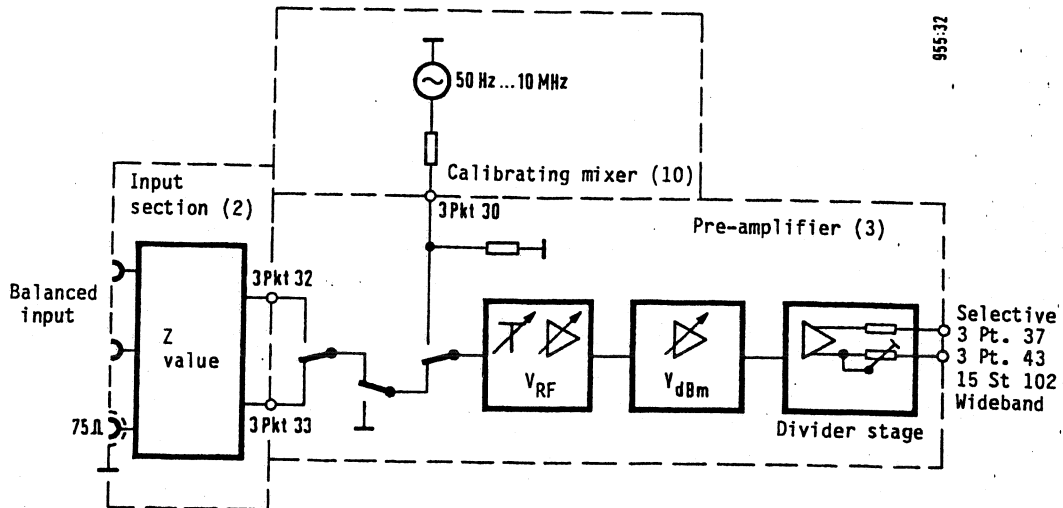 955:32
50 Hz ... 10 MHz
Calibrating mixer (10)
Input
section (2)
3 Pkt 30
Pre-amplifier (3)
Balanced
input
3 Pkt 32
Z
value
3 Pkt 33
75Ω
V RF
V dBm
Divider stage
Selective
3 Pt. 37
3 Pt. 43
15 St 102
Wideband